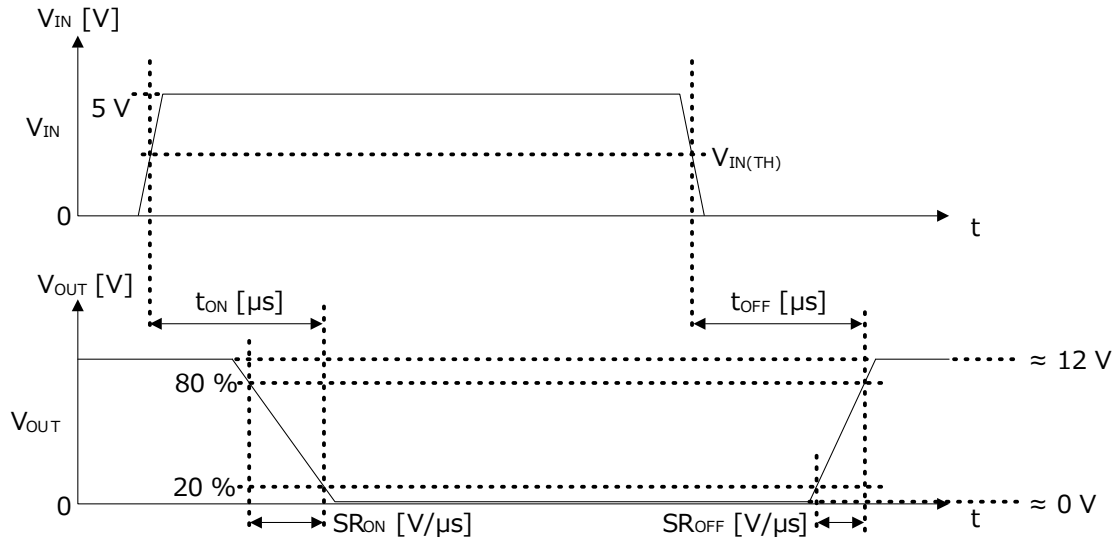 VIN [V]
5 V
VIN
VIN(TH)
0
t
VOUT [V]
tON [µs]
tOFF [µs]
≈ 12 V
80 %
VOUT
20 %
0
≈ 0 V
SRON [V/µs]
SROFF [V/µs]
t